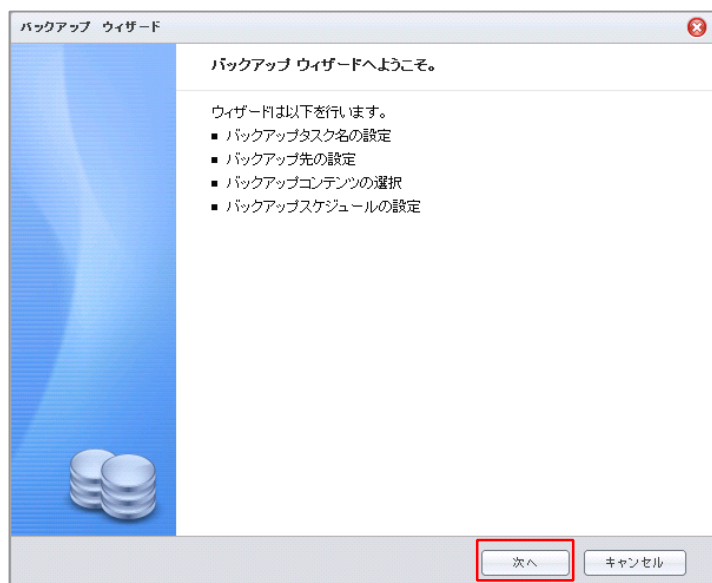 バックアップ ウィザード
バックアップ ウィザードへようこそ。
ウィザードは以下を行います。
■ バックアップタスク名の設定
■ バックアップ先の設定
■ バックアップコンテンツの選択
■ バックアップスケジュールの設定
次へ
キャンセル